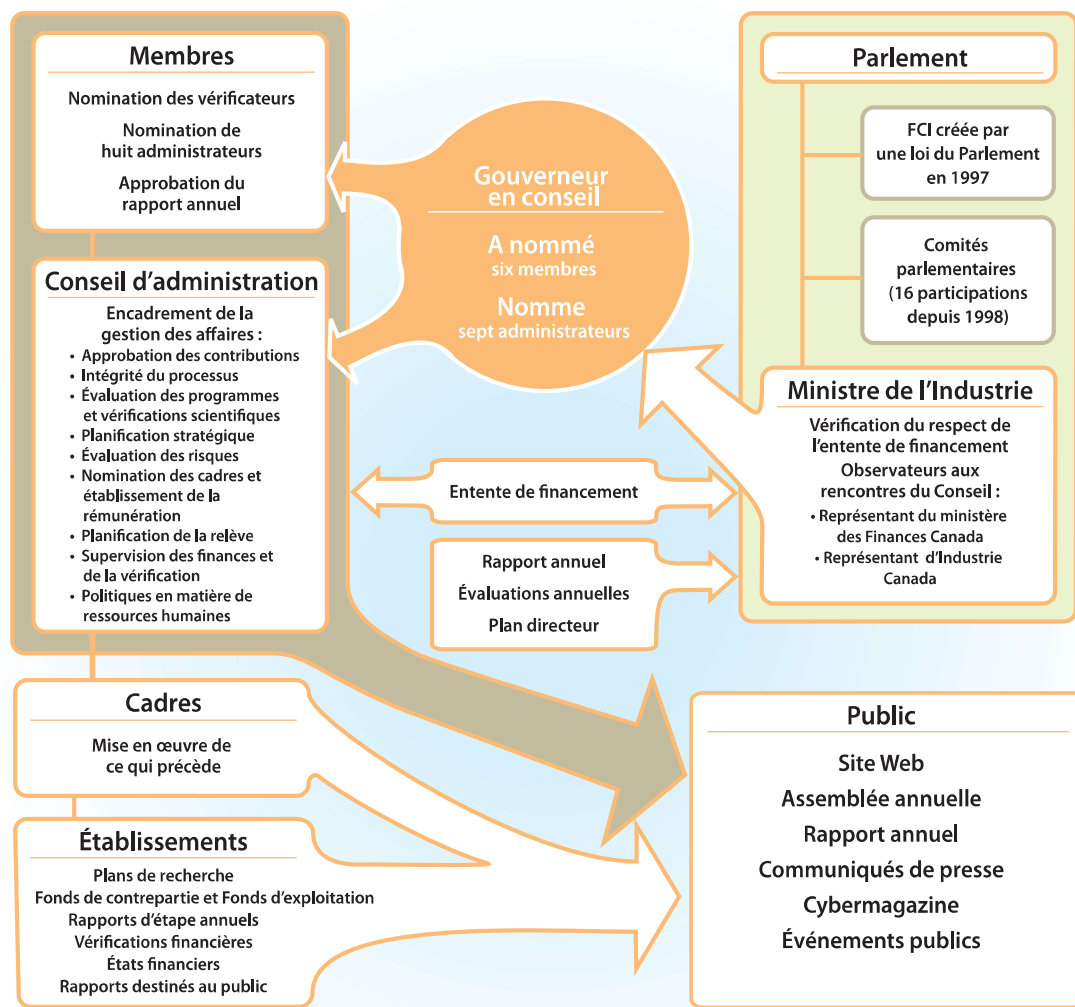 Membres
Nomination des vérificateurs
Nomination de
huit administrateurs
Approbation du
rapport annuel
Conseil d'administration
Encadrement de la
gestion des affaires :
• Approbation des contributions
• Intégrité du processus
• Évaluation des programmes
et vérifications scientifiques
• Planification stratégique
• Évaluation des risques
• Nomination des cadres et
établissement de la
rémunération
• Planification de la relève
• Supervision des finances et
de la vérification
• Politiques en matière de
ressources humaines
Cadres
Mise en œuvre de
ce qui précède
Établissements
Plans de recherche
Fonds de contrepartie et Fonds d'exploitation
Rapports d'étape annuels
Vérifications financières
États financiers
Rapports destinés au public
Gouverneur
en conseil
A nommé
six membres
Nomme
sept administrateurs
Entente de financement
Rapport annuel
Évaluations annuelles
Plan directeur
Parlement
FCI créée par
une loi du Parlement
en 1997
Comités
parlementaires
(16 participations
depuis 1998)
Ministre de l'Industrie
Vérification du respect de
l'entente de financement
Observateurs aux
rencontres du Conseil :
• Représentant du ministère
des Finances Canada
• Représentant d'Industrie
Canada
Public
Site Web
Assemblée annuelle
Rapport annuel
Communiqués de presse
Cybermagazine
Événements publics